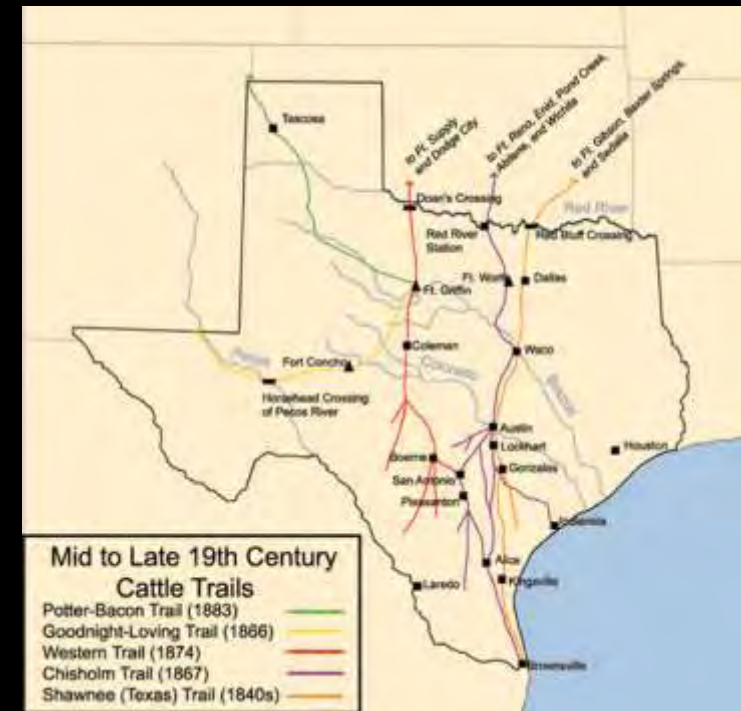 to Ft. Supply
and Dodge City
to Ft. Reno, Enid, Pond Creek,
Abilene, and Wichita
to Ft. Gibson, Baxter Springs,
and Sedalia
Tascosa
Doan's Crossing
Red River
Red River
Station
Red Bluff Crossing
Ft. Worth
Dallas
Ft. Griffin
Coleman
Waco
Pecos
Fort Concho
Colorado
Brazos
Horsehead Crossing
of Pecos River
Austin
Lockhart
Houston
Boerne
Gonzales
San Antonio
Pleasanton
Indianola
Alice
Laredo
Kingsville
Brownsville
Mid to Late 19th Century
Cattle Trails
Potter-Bacon Trail (1883)
Goodnight-Loving Trail (1866)
Western Trail (1874)
Chisholm Trail (1867)
Shawnee (Texas) Trail (1840s)